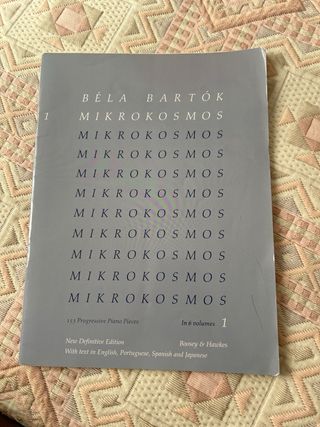 BÉLA BARTÓK
1 MIKROKOSMOS
MIKROKOSMOS
MIKROKOSMOS
MIKROKOSMOS
MIKROKOSMOS
MIKROKOSMOS
MIKROKOSMOS
MIKROKOSMOS
MIKROKOSMOS
MIKROKOSMOS
153 Progressive Piano Pieces In 6 volumes 1
New Definitive Edition Boosey & Hawkes
With text in English, Portuguese, Spanish and Japanese